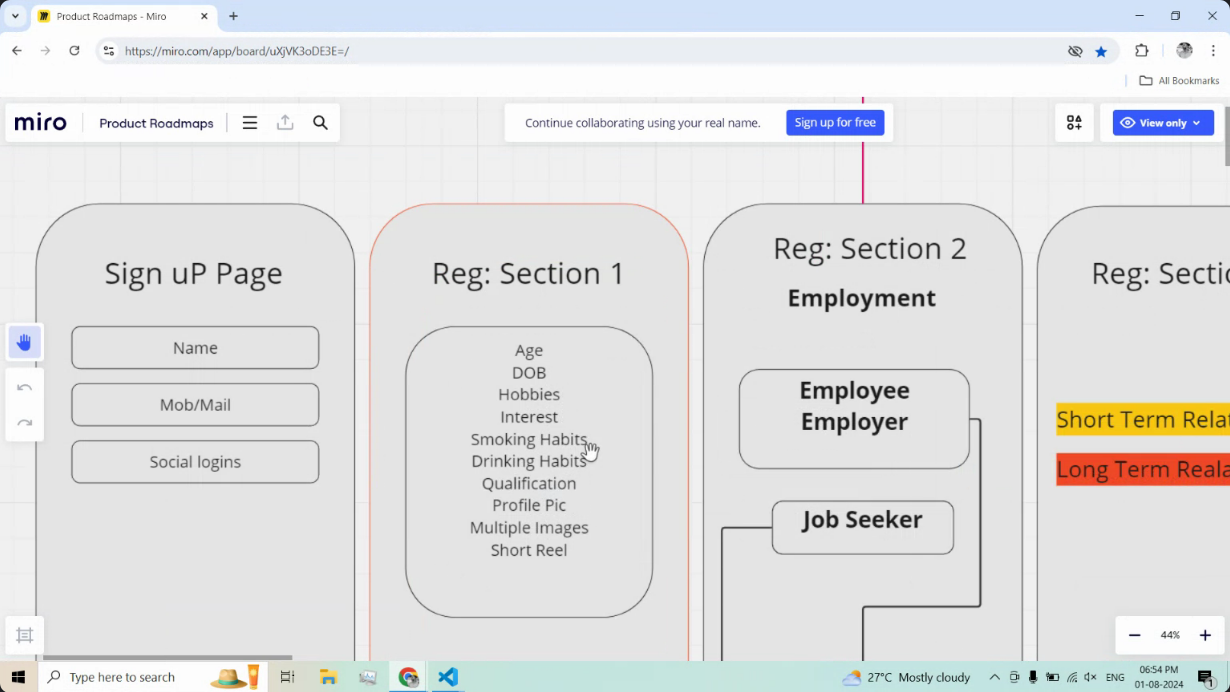 Product Roadmaps - Miro
https://miro.com/app/board/uXjVK3oDE3E=/
All Bookmarks
miro
Product Roadmaps
Continue collaborating using your real name.
Sign up for free
View only
Sign uP Page
Name
Mob/Mail
Social logins
Reg: Section 1
Age
DOB
Hobbies
Interest
Smoking Habits
Drinking Habits
Qualification
Profile Pic
Multiple Images
Short Reel
Reg: Section 2
Employment
Employee
Employer
Job Seeker
Reg: Sectio
Short Term Relat
Long Term Reala
44%
Type here to search
27°C Mostly cloudy
ENG
06:54 PM
01-08-2024
1